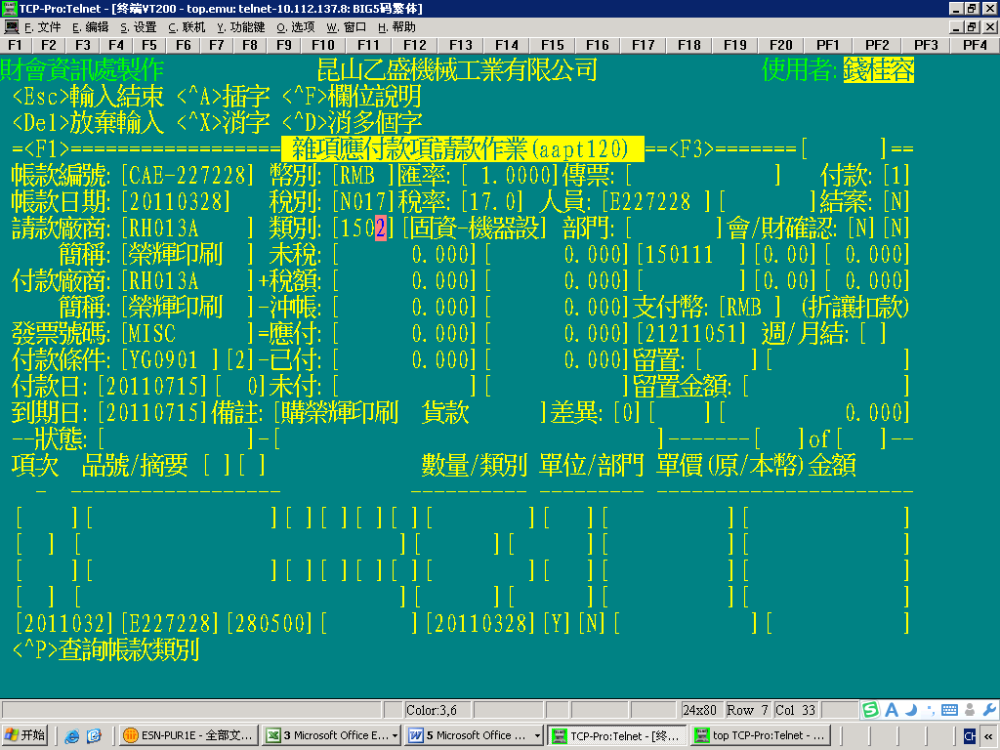 TCP-Pro:Telnet - [终端VT200 - top.emu: telnet-10.112.137.8: BIG5码繁体]
F. 文件 E. 编辑 S. 设置 C. 联机 Y. 功能键 O. 选项 W. 窗口 H. 帮助
F1 F2 F3 F4 F5 F6 F7 F8 F9 F10 F11 F12 F13 F14 F15 F16 F17 F18 F19 F20 PF1 PF2 PF3 PF4
財會資訊處製作 昆山乙盛機械工業有限公司 使用者: 錢桂容
<Esc>輸入結束 <^A>插字 <^F>欄位說明
<Del>放棄輸入 <^X>消字 <^D>消多個字
=<F1>================== 雜項應付款項請款作業(aapt120) ==<F3>=======[ ]==
帳款編號: [CAE-227228] 幣別: [RMB ]匯率: [ 1.0000]傳票: [ ] 付款: [1]
帳款日期: [20110328] 稅別: [N017]稅率: [17.0] 人員: [E227228 ][ ]結案: [N]
請款廠商: [RH013A ] 類別: [1502] [固資-機器設] 部門: [ ]會/財確認: [N] [N]
簡稱: [榮輝印刷 ] 未稅: [ 0.000] [ 0.000] [150111 ] [0.00] [ 0.000]
付款廠商: [RH013A ]+稅額: [ 0.000] [ 0.000] [ ] [0.00] [ 0.000]
簡稱: [榮輝印刷 ]-沖帳: [ 0.000] [ 0.000]支付幣: [RMB ] (折讓扣款)
發票號碼: [MISC ]=應付: [ 0.000] [ 0.000] [21211051] 週/月結: [ ]
付款條件: [YG0901 ] [2]-已付: [ 0.000] [ 0.000]留置: [ ] [ ]
付款日: [20110715] [ 0]未付: [ ] [ ]留置金額: [ ]
到期日: [20110715]備註: [購榮輝印刷 貨款 ]差異: [0] [ ] [ 0.000]
--狀態: [ ]-[ ]-------[ ]of[ ]--
項次 品號/摘要 [ ] [ ] 數量/類別 單位/部門 單價(原/本幣)金額
- ------------------ ---------- --------- ----------------------
[ ] [ ] [ ] [ ] [ ] [ ] [ ] [ ] [ ] [ ]
[ ] [ ] [ ] [ ] [ ]
[ ] [ ] [ ] [ ] [ ] [ ] [ ] [ ] [ ] [ ]
[ ] [ ] [ ] [ ] [ ]
[2011032] [E227228] [280500] [ ] [20110328] [Y] [N] [ ] [ ]
<^P>查詢帳款類別
Color:3,6 24x80 Row 7 Col 33
开始 ESN-PUR1E - 全部文... 3 Microsoft Office E... 5 Microsoft Office ... TCP-Pro:Telnet - [终... top TCP-Pro:Telnet - ... CH «